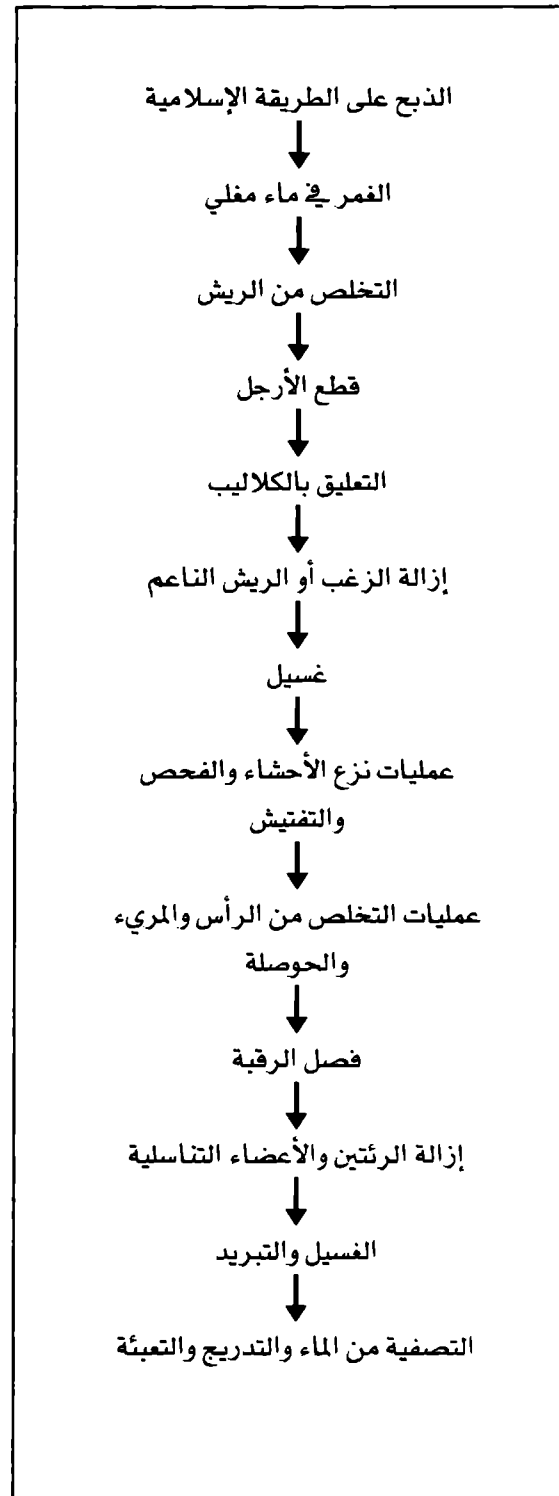 الذبح على الطريقة الإسلامية
الغمر في ماء مغلي
التخلص من الريش
قطع الأرجل
التعليق بالكلاليب
إزالة الزغب أو الريش الناعم
غسيل
عمليات نزع الأحشاء والفحص
والتفتيش
عمليات التخلص من الرأس والمريء
والحوصلة
فصل الرقبة
إزالة الرئتين والأعضاء التناسلية
الغسيل والتبريد
التصفية من الماء والتدريج والتعبئة